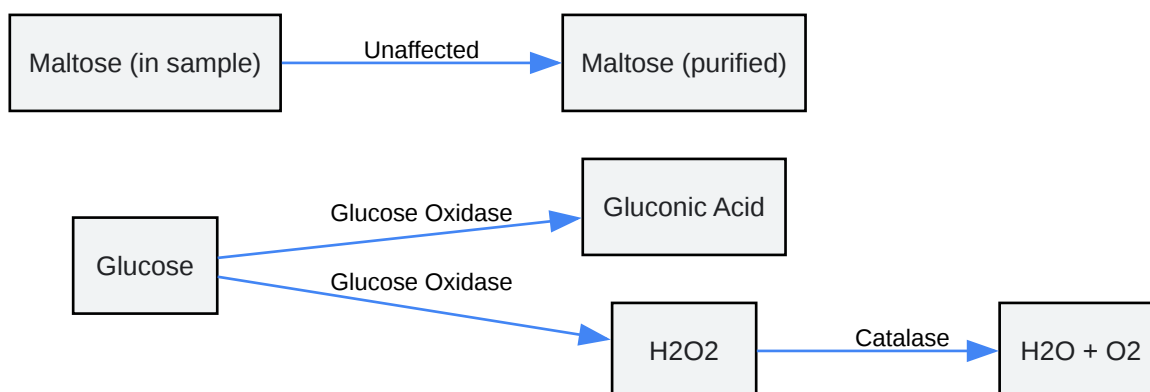 Maltose (in sample)
Unaffected
Maltose (purified)
Glucose
Glucose Oxidase
Gluconic Acid
Glucose Oxidase
H2O2
Catalase
H2O + O2